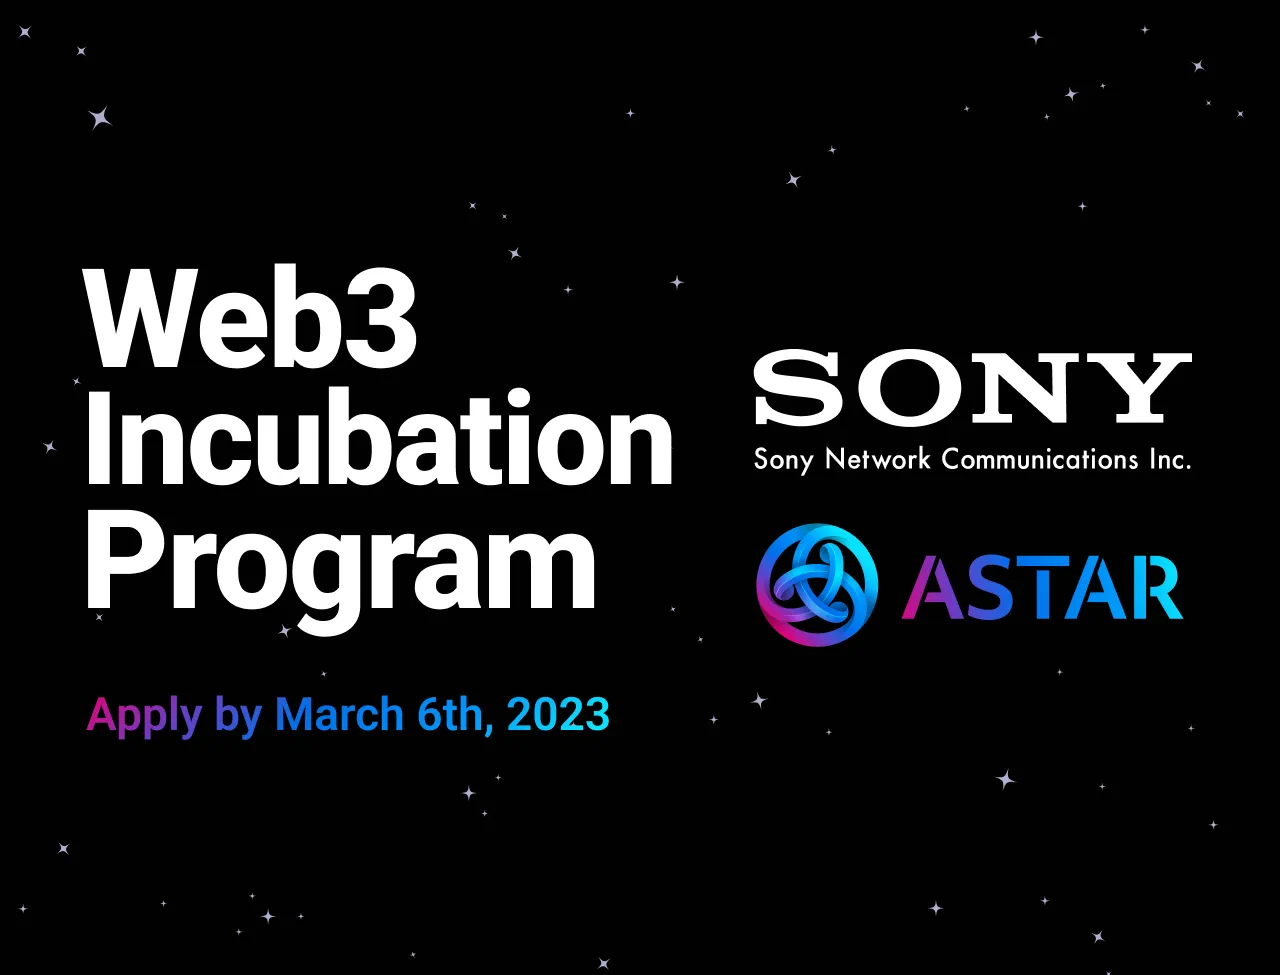 Web3
Incubation
Program
Apply by March 6th, 2023
SONY
Sony Network Communications Inc.
ASTAR